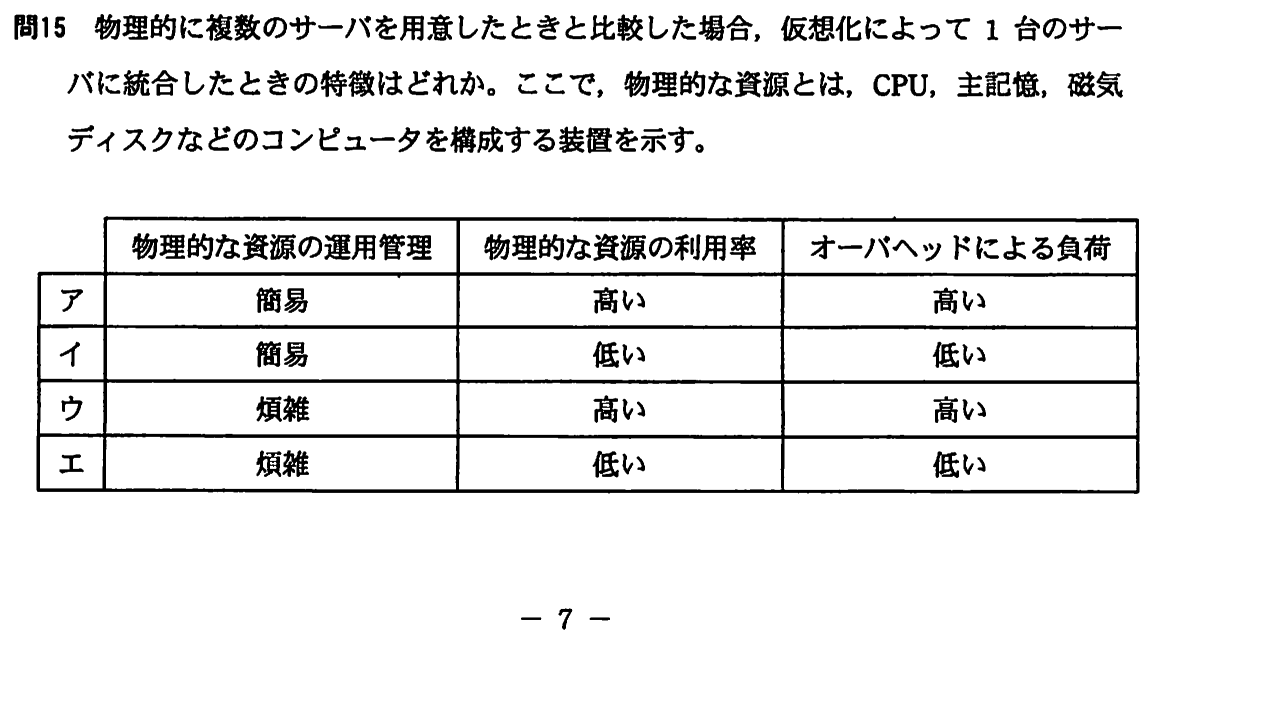 問15 物理的に複数のサーバを用意したときと比較した場合，仮想化によって 1 台のサー
バに統合したときの特徴はどれか。ここで，物理的な資源とは，CPU，主記憶，磁気
ディスクなどのコンピュータを構成する装置を示す。
物理的な資源の運用管理 物理的な資源の利用率 オーバヘッドによる負荷
ア 簡易 高い 高い
イ 簡易 低い 低い
ウ 煩雑 高い 高い
エ 煩雑 低い 低い
－ 7 －